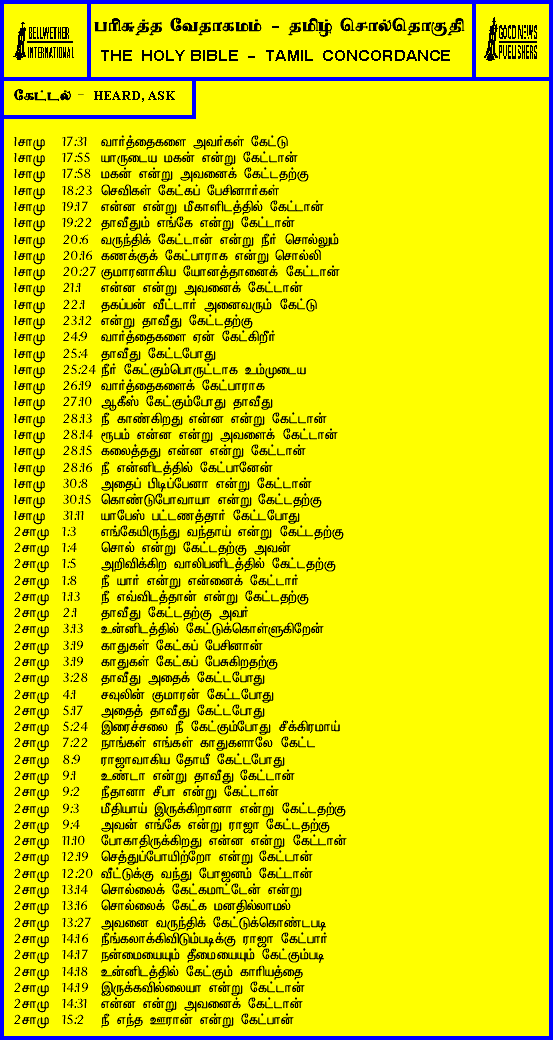 BELLWETHER
INTERNATIONAL
பரிசுத்த வேதாகமம் - தமிழ் சொல்தொகுதி
THE HOLY BIBLE - TAMIL CONCORDANCE
GOOD NEWS
PUBLISHERS
கேட்டல் - HEARD, ASK
1சாமு 17:31 வார்த்தைகளை அவர்கள் கேட்டு
1சாமு 17:55 யாருடைய மகன் என்று கேட்டான்
1சாமு 17:58 மகன் என்று அவனைக் கேட்டதற்கு
1சாமு 18:23 செவிகள் கேட்கப் பேசினார்கள்
1சாமு 19:17 என்ன என்று மீகாளிடத்தில் கேட்டான்
1சாமு 19:22 தாவீதும் எங்கே என்று கேட்டான்
1சாமு 20:6 வருந்திக் கேட்டான் என்று நீர் சொல்லும்
1சாமு 20:16 கணக்குக் கேட்பாராக என்று சொல்லி
1சாமு 20:27 குமாரனாகிய யோனத்தானைக் கேட்டான்
1சாமு 21:1 என்ன என்று அவனைக் கேட்டான்
1சாமு 22:1 தகப்பன் வீட்டார் அனைவரும் கேட்டு
1சாமு 23:12 என்று தாவீது கேட்டதற்கு
1சாமு 24:9 வார்த்தைகளை ஏன் கேட்கிறீர்
1சாமு 25:4 தாவீது கேட்டபோது
1சாமு 25:24 நீர் கேட்கும்பொருட்டாக உம்முடைய
1சாமு 26:19 வார்த்தைகளைக் கேட்பாராக
1சாமு 27:10 ஆகீஸ் கேட்கும்போது தாவீது
1சாமு 28:13 நீ காண்கிறது என்ன என்று கேட்டான்
1சாமு 28:14 ரூபம் என்ன என்று அவளைக் கேட்டான்
1சாமு 28:15 கலைத்தது என்ன என்று கேட்டான்
1சாமு 28:16 நீ என்னிடத்தில் கேட்பானேன்
1சாமு 30:8 அதைப் பிடிப்பேனா என்று கேட்டான்
1சாமு 30:15 கொண்டுபோவாயா என்று கேட்டதற்கு
1சாமு 31:11 யாபேஸ் பட்டணத்தார் கேட்டபோது
2சாமு 1:3 எங்கேயிருந்து வந்தாய் என்று கேட்டதற்கு
2சாமு 1:4 சொல் என்று கேட்டதற்கு அவன்
2சாமு 1:5 அறிவிக்கிற வாலிபனிடத்தில் கேட்டதற்கு
2சாமு 1:8 நீ யார் என்று என்னைக் கேட்டார்
2சாமு 1:13 நீ எவ்விடத்தான் என்று கேட்டதற்கு
2சாமு 2:1 தாவீது கேட்டதற்கு அவர்
2சாமு 3:13 உன்னிடத்தில் கேட்டுக்கொள்ளுகிறேன்
2சாமு 3:19 காதுகள் கேட்கப் பேசினான்
2சாமு 3:19 காதுகள் கேட்கப் பேசுகிறதற்கு
2சாமு 3:28 தாவீது அதைக் கேட்டபோது
2சாமு 4:1 சவுலின் குமாரன் கேட்டபோது
2சாமு 5:17 அதைத் தாவீது கேட்டபோது
2சாமு 5:24 இரைச்சலை நீ கேட்கும்போது சீக்கிரமாய்
2சாமு 7:22 நாங்கள் எங்கள் காதுகளாலே கேட்ட
2சாமு 8:9 ராஜாவாகிய தோயீ கேட்டபோது
2சாமு 9:1 உண்டா என்று தாவீது கேட்டான்
2சாமு 9:2 நீதானா சீபா என்று கேட்டான்
2சாமு 9:3 மீதியாய் இருக்கிறானா என்று கேட்டதற்கு
2சாமு 9:4 அவன் எங்கே என்று ராஜா கேட்டதற்கு
2சாமு 11:10 போகாதிருக்கிறது என்ன என்று கேட்டான்
2சாமு 12:19 செத்துப்போயிற்றோ என்று கேட்டான்
2சாமு 12:20 வீட்டுக்கு வந்து போஜனம் கேட்டான்
2சாமு 13:14 சொல்லைக் கேட்கமாட்டேன் என்று
2சாமு 13:16 சொல்லைக் கேட்க மனதில்லாமல்
2சாமு 13:27 அவனை வருந்திக் கேட்டுக்கொண்டபடி
2சாமு 14:16 நீங்கலாக்கிவிடும்படிக்கு ராஜா கேட்பார்
2சாமு 14:17 நன்மையையும் தீமையையும் கேட்கும்படி
2சாமு 14:18 உன்னிடத்தில் கேட்கும் காரியத்தை
2சாமு 14:19 இருக்கவில்லையா என்று கேட்டான்
2சாமு 14:31 என்ன என்று அவனைக் கேட்டான்
2சாமு 15:2 நீ எந்த ஊரான் என்று கேட்பான்